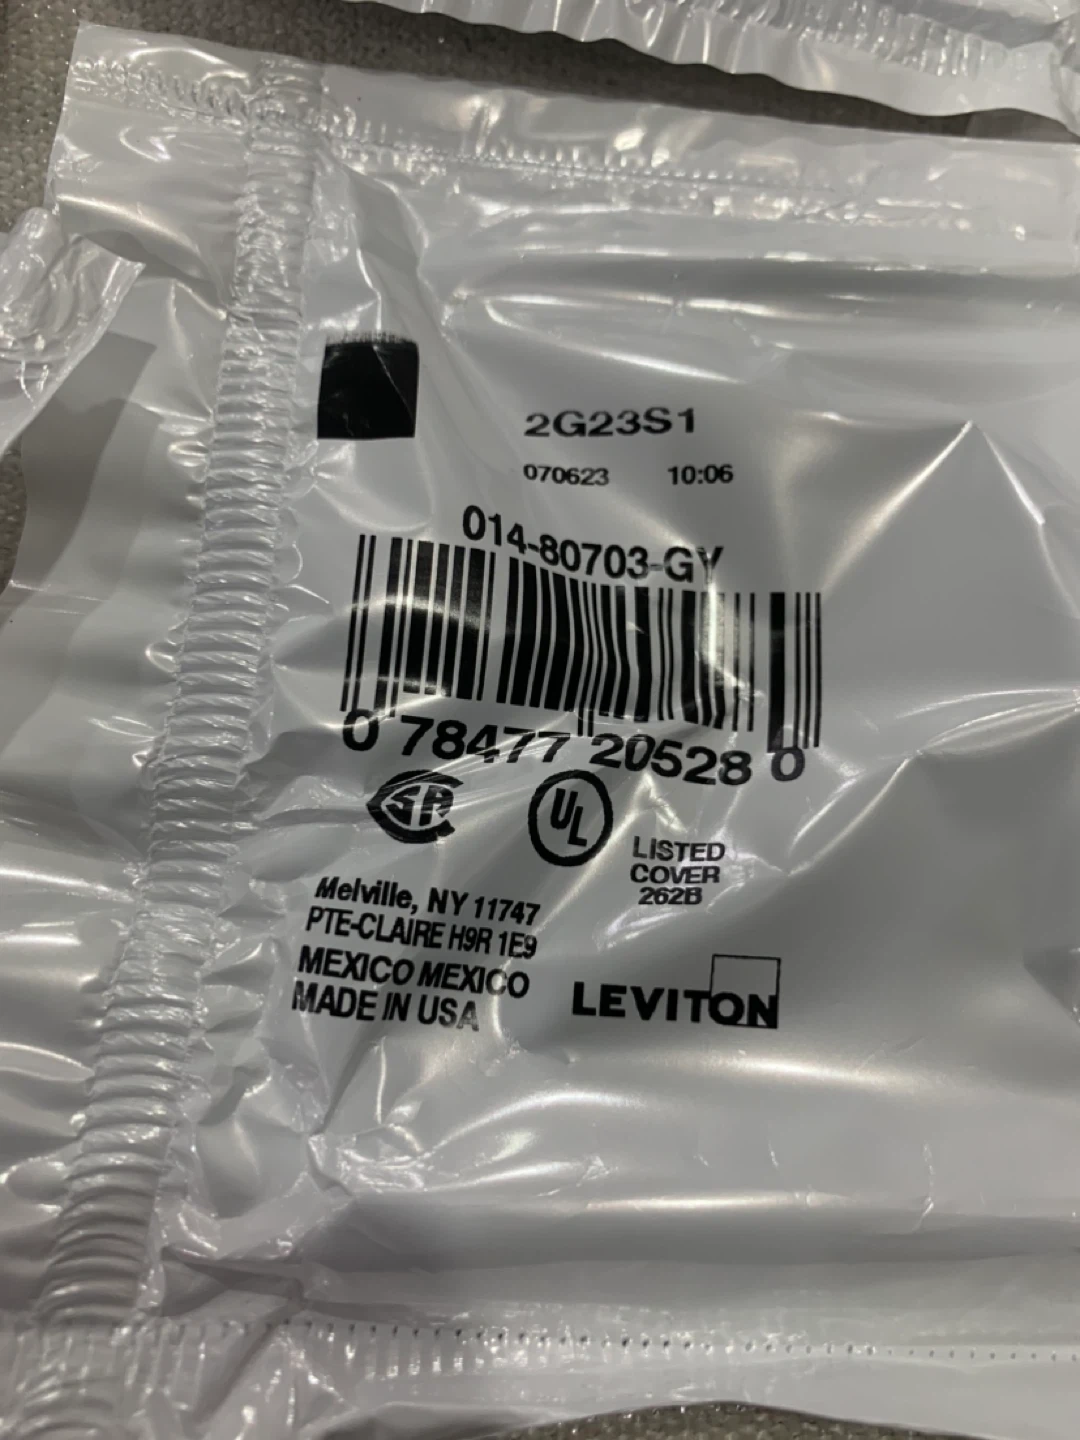 2G23S1
070623 10:06
014-80703-GY
0 78477 20528 0
UL
LISTED
COVER
262B
Melville, NY 11747
PTE-CLAIRE H9R 1E9
MEXICO MEXICO
MADE IN USA
LEVITON